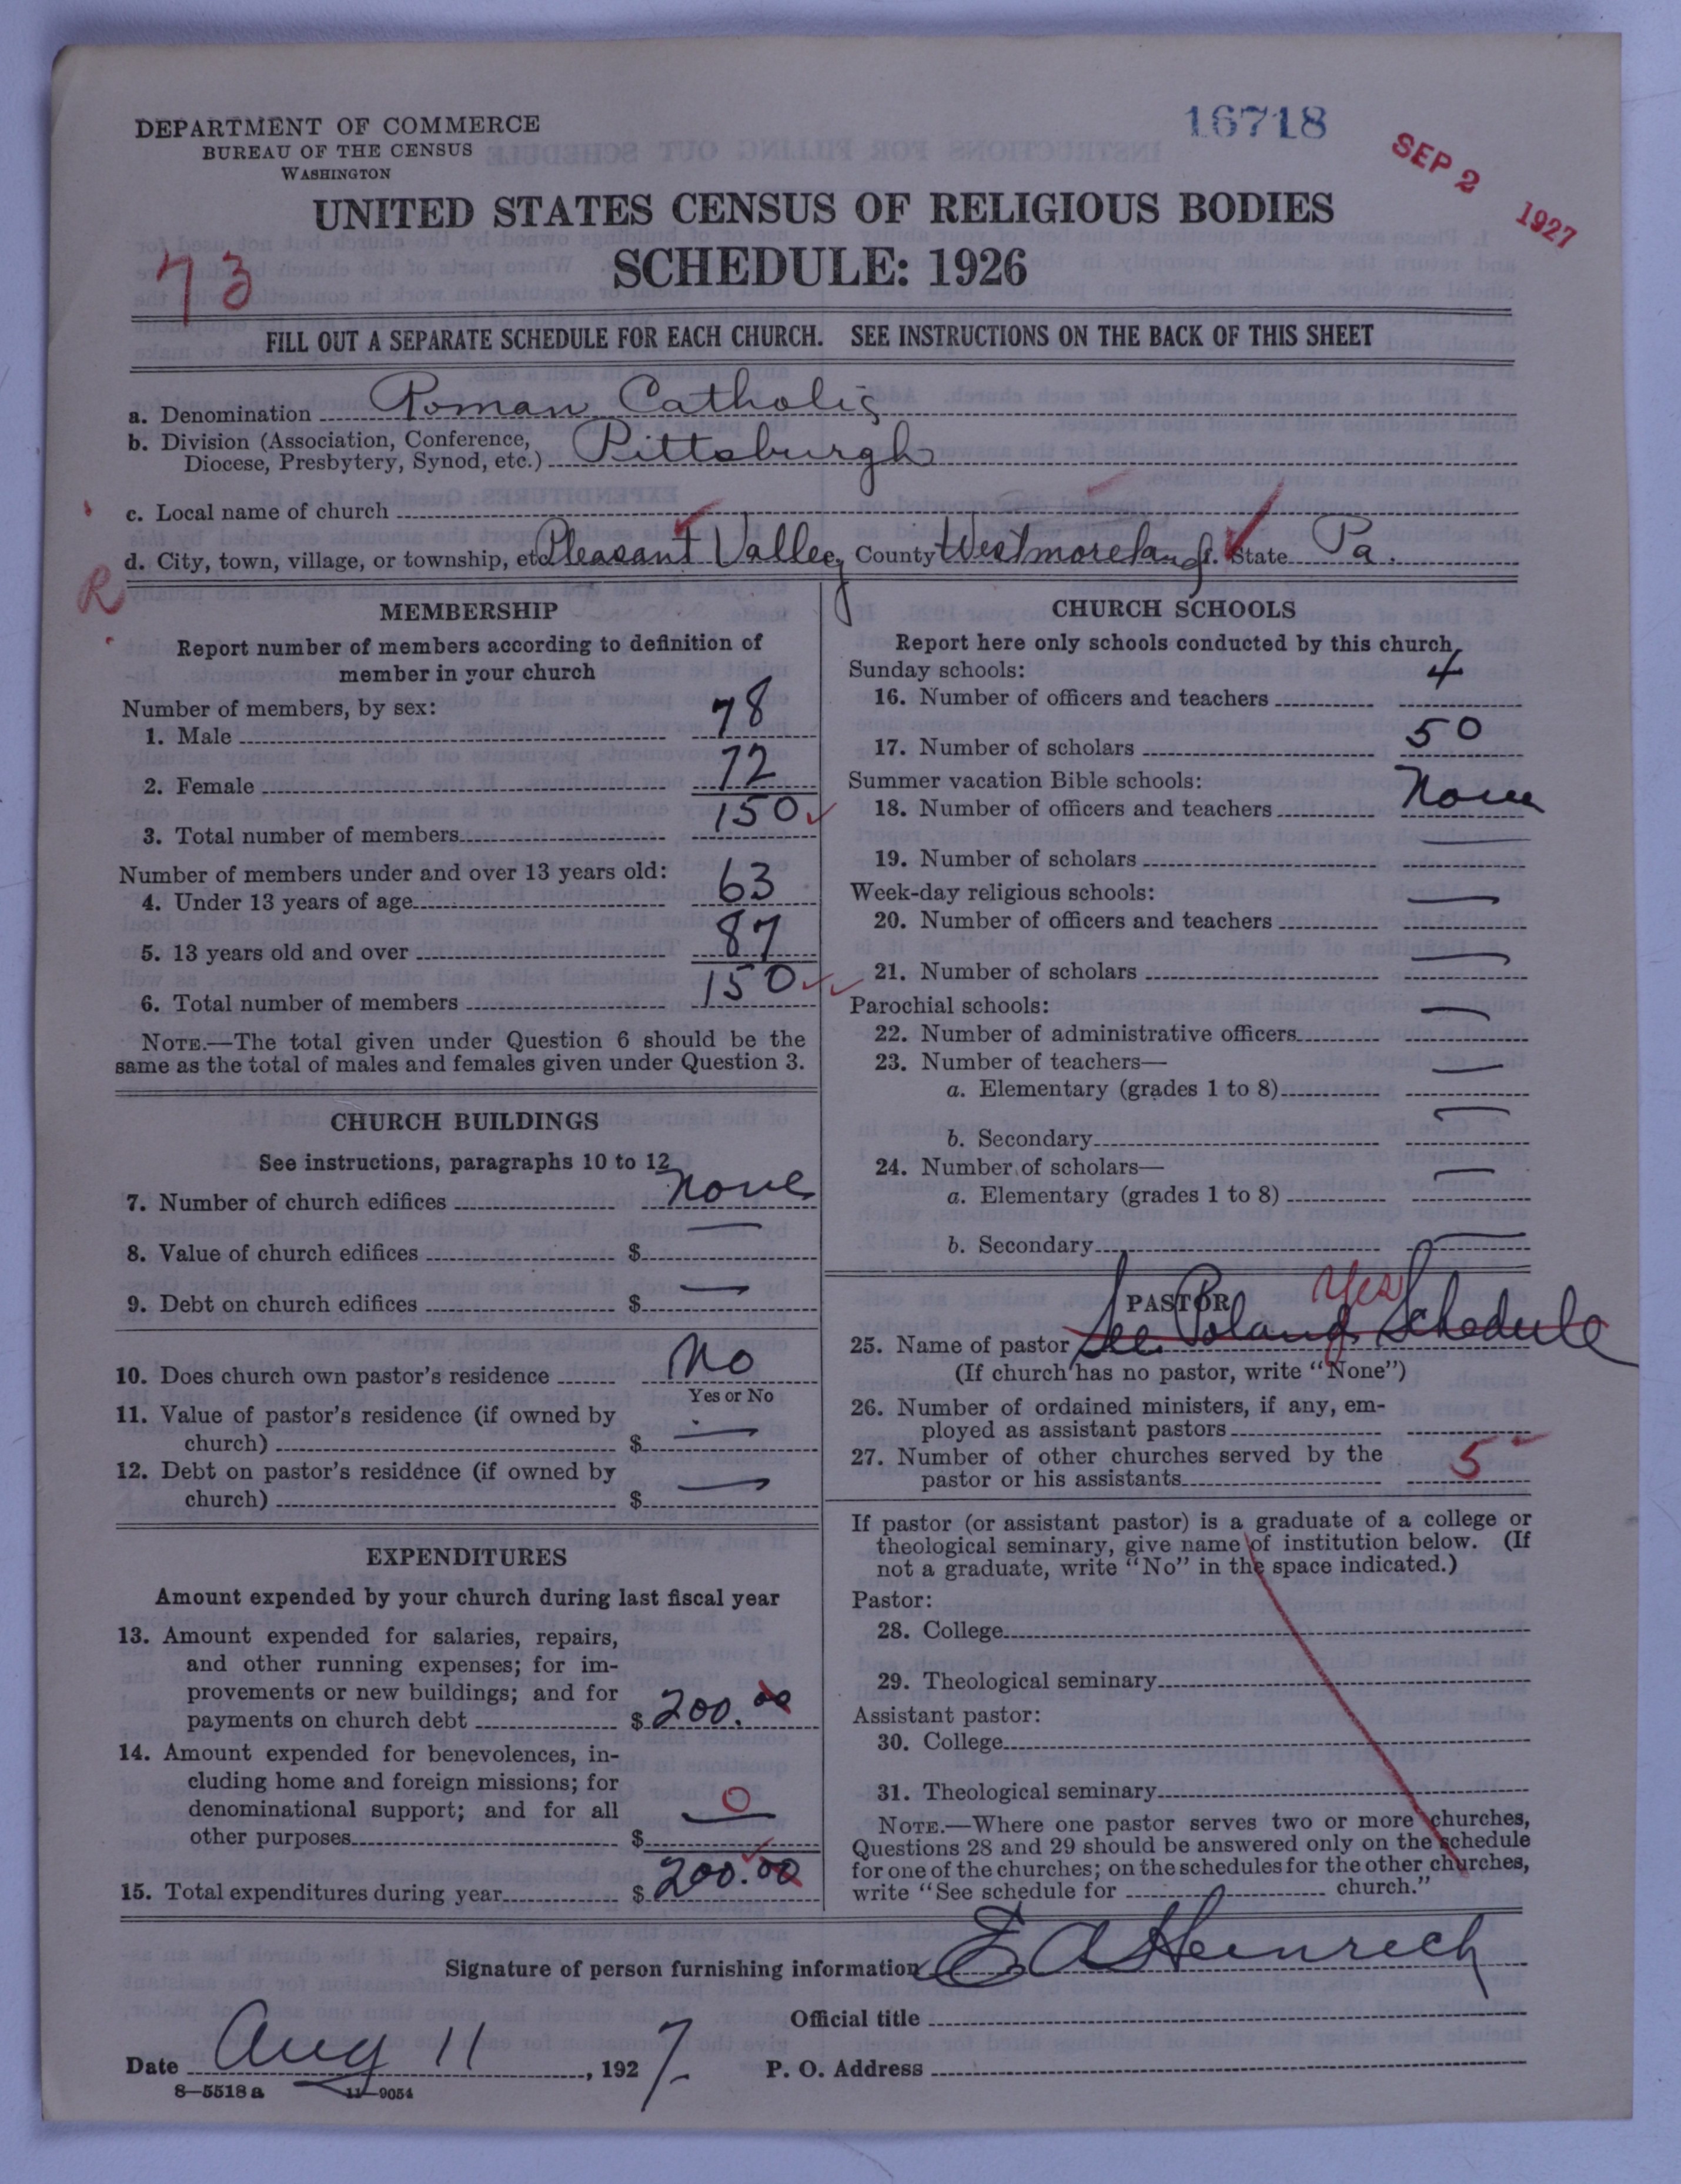 DEPARTMENT OF COMMERCE
BUREAU OF THE CENSUS
WASHINGTON
16718
SEP 2 1927
UNITED STATES CENSUS OF RELIGIOUS BODIES
SCHEDULE: 1926
73
FILL OUT A SEPARATE SCHEDULE FOR EACH CHURCH. SEE INSTRUCTIONS ON THE BACK OF THIS SHEET
a. Denomination Roman Catholic
b. Division (Association, Conference,
Diocese, Presbytery, Synod, etc.) Pittsburgh
c. Local name of church
d. City, town, village, or township, etc. Pleasant Valley County Westmoreland State Pa.
R
MEMBERSHIP
Report number of members according to definition of
member in your church
Number of members, by sex:
1. Male 78
2. Female 72
3. Total number of members 150
Number of members under and over 13 years old:
4. Under 13 years of age 63
5. 13 years old and over 87
6. Total number of members 150
NOTE.—The total given under Question 6 should be the
same as the total of males and females given under Question 3.
CHURCH BUILDINGS
See instructions, paragraphs 10 to 12
7. Number of church edifices none
8. Value of church edifices $ —
9. Debt on church edifices $ —
10. Does church own pastor's residence No
Yes or No
11. Value of pastor's residence (if owned by
church) $ —
12. Debt on pastor's residence (if owned by
church) $ —
EXPENDITURES
Amount expended by your church during last fiscal year
13. Amount expended for salaries, repairs,
and other running expenses; for im-
provements or new buildings; and for
payments on church debt $ 200.00
14. Amount expended for benevolences, in-
cluding home and foreign missions; for
denominational support; and for all
other purposes $ 0
15. Total expenditures during year $ 200.00
CHURCH SCHOOLS
Report here only schools conducted by this church
Sunday schools:
16. Number of officers and teachers 4
17. Number of scholars 50
Summer vacation Bible schools:
18. Number of officers and teachers None
19. Number of scholars —
Week-day religious schools:
20. Number of officers and teachers —
21. Number of scholars —
Parochial schools:
22. Number of administrative officers —
23. Number of teachers—
a. Elementary (grades 1 to 8) —
b. Secondary —
24. Number of scholars—
a. Elementary (grades 1 to 8) —
b. Secondary —
PASTOR yes
25. Name of pastor See Poland Schedule
(If church has no pastor, write "None")
26. Number of ordained ministers, if any, em-
ployed as assistant pastors
27. Number of other churches served by the
pastor or his assistants 5
If pastor (or assistant pastor) is a graduate of a college or
theological seminary, give name of institution below. (If
not a graduate, write "No" in the space indicated.)
Pastor:
28. College
29. Theological seminary
Assistant pastor:
30. College
31. Theological seminary
NOTE.—Where one pastor serves two or more churches,
Questions 28 and 29 should be answered only on the schedule
for one of the churches; on the schedules for the other churches,
write "See schedule for church."
Signature of person furnishing information E A Heinrich
Official title
Date Aug 11, 1927 P. O. Address
8—5518 a 11—9054